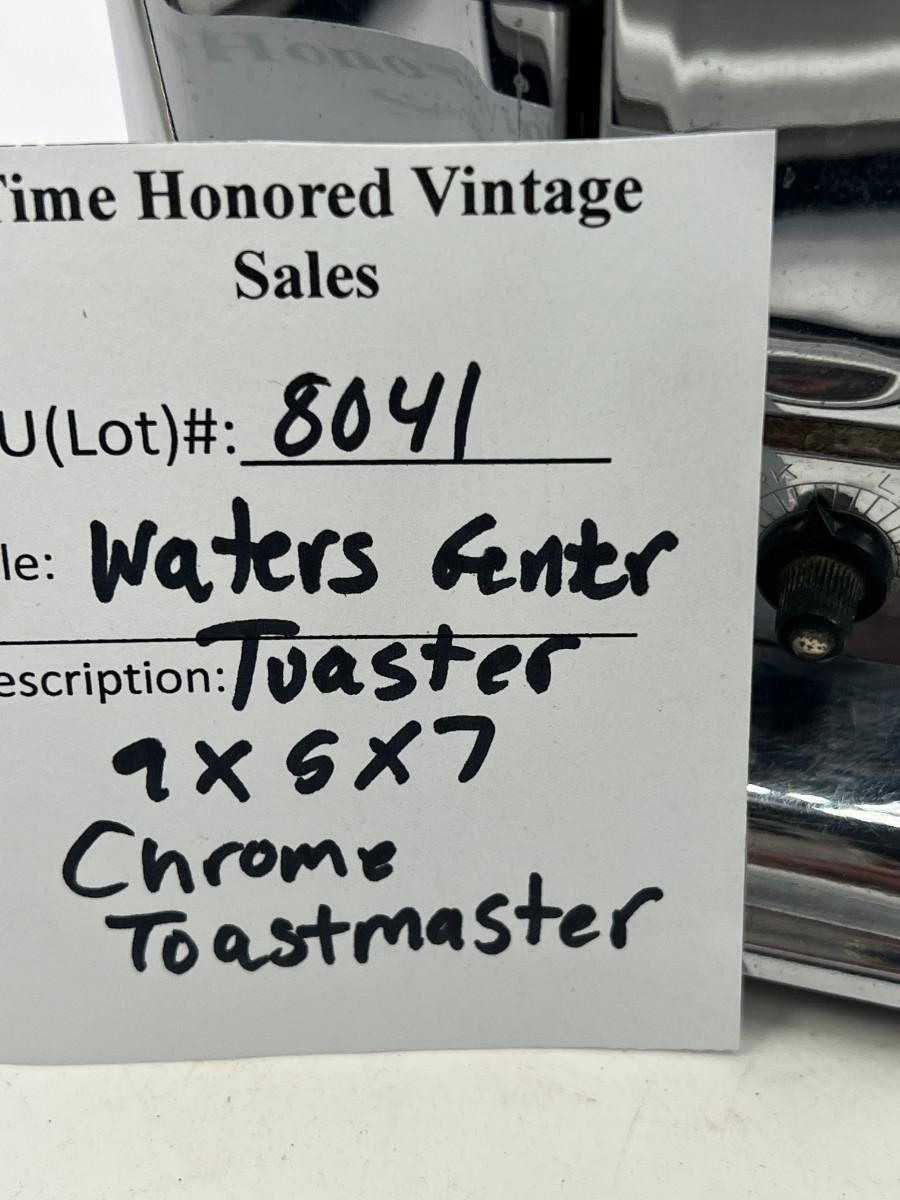 Time Honored Vintage
Sales
U(Lot)#: 8041
le: Waters Genter
escription: Toaster
9 X 5 X 7
Chrome
Toastmaster